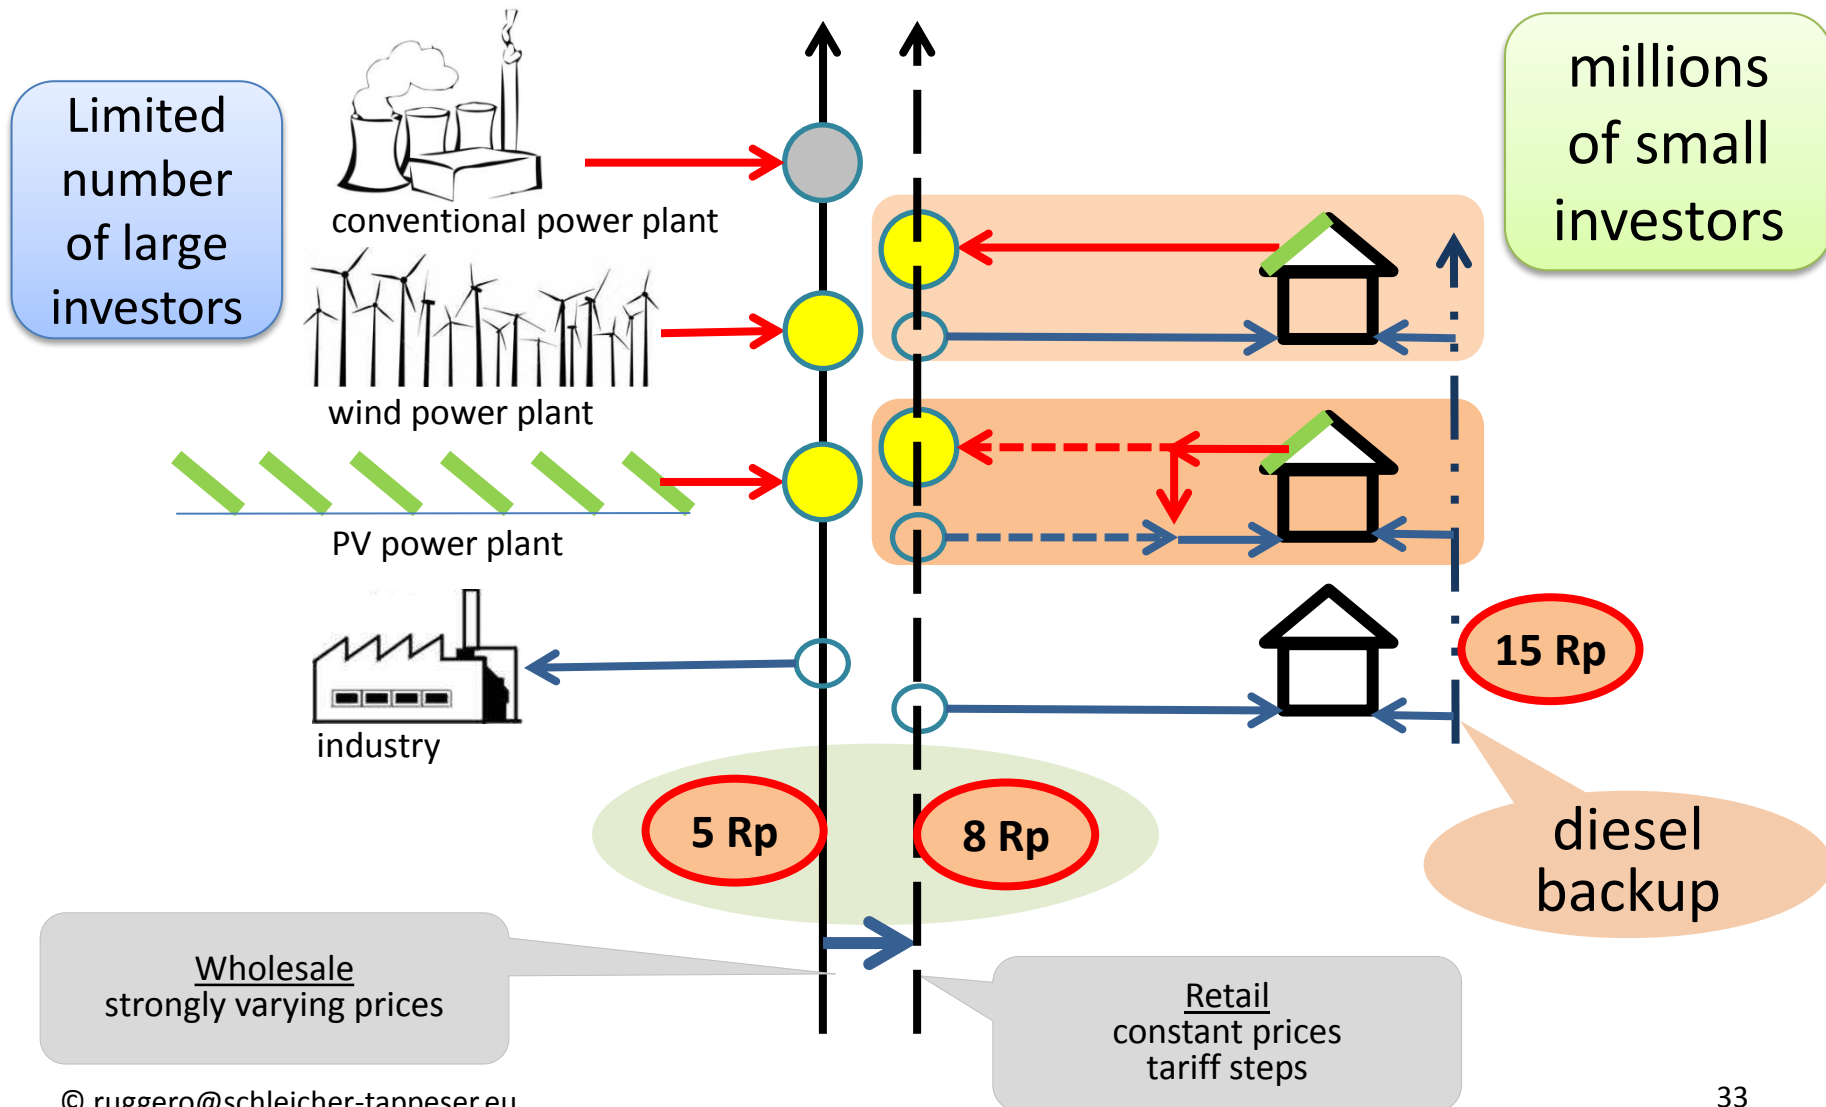 Limited
number
of large
investors
conventional power plant
wind power plant
PV power plant
industry
millions
of small
investors
15 Rp
5 Rp
8 Rp
diesel
backup
Wholesale
strongly varying prices
Retail
constant prices
tariff steps
© ruggero@schleicher-tappeser.eu
33